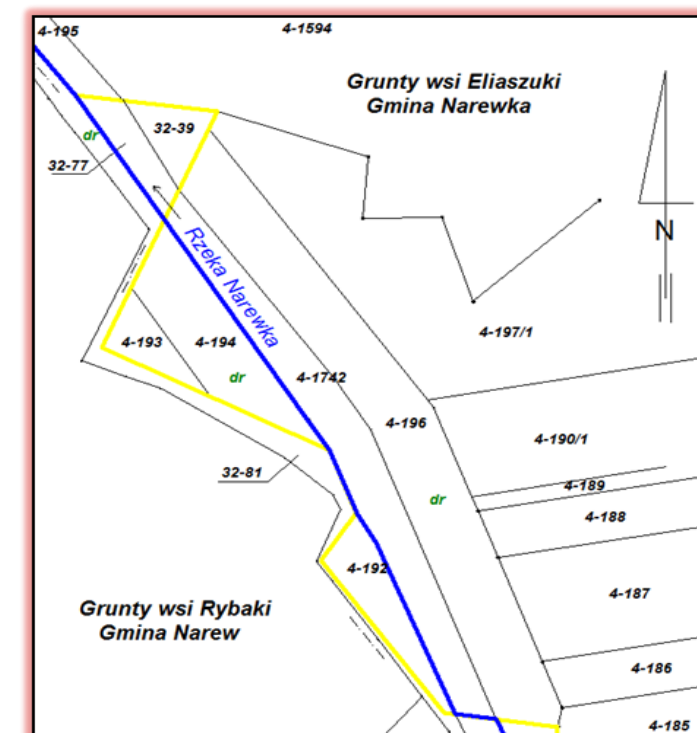 4-195
4-1594
Grunty wsi Eliaszuki
Gmina Narewka
32-39
dr
32-77
N
Rzeka Narewka
4-197/1
4-193
4-194
dr
4-1742
4-196
4-190/1
32-81
4-189
dr
4-188
4-192
4-187
Grunty wsi Rybaki
Gmina Narew
4-186
4-185